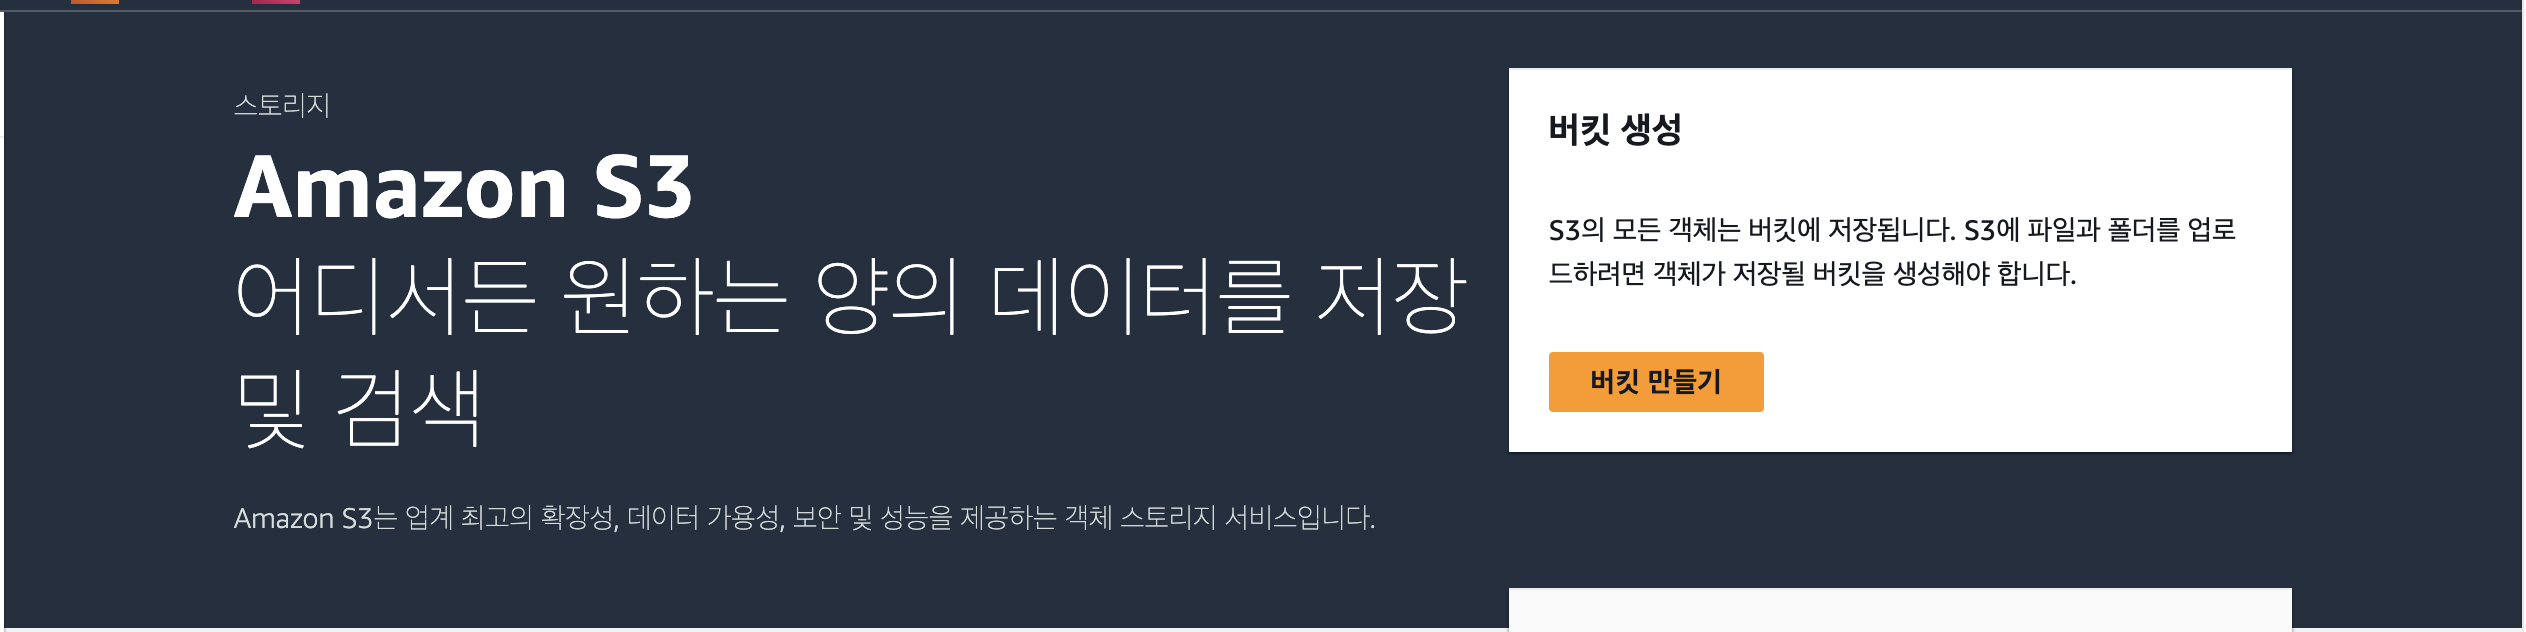 스토리지
Amazon S3
어디서든 원하는 양의 데이터를 저장
및 검색
Amazon S3는 업계 최고의 확장성, 데이터 가용성, 보안 및 성능을 제공하는 객체 스토리지 서비스입니다.
버킷 생성
S3의 모든 객체는 버킷에 저장됩니다. S3에 파일과 폴더를 업로
드하려면 객체가 저장될 버킷을 생성해야 합니다.
버킷 만들기